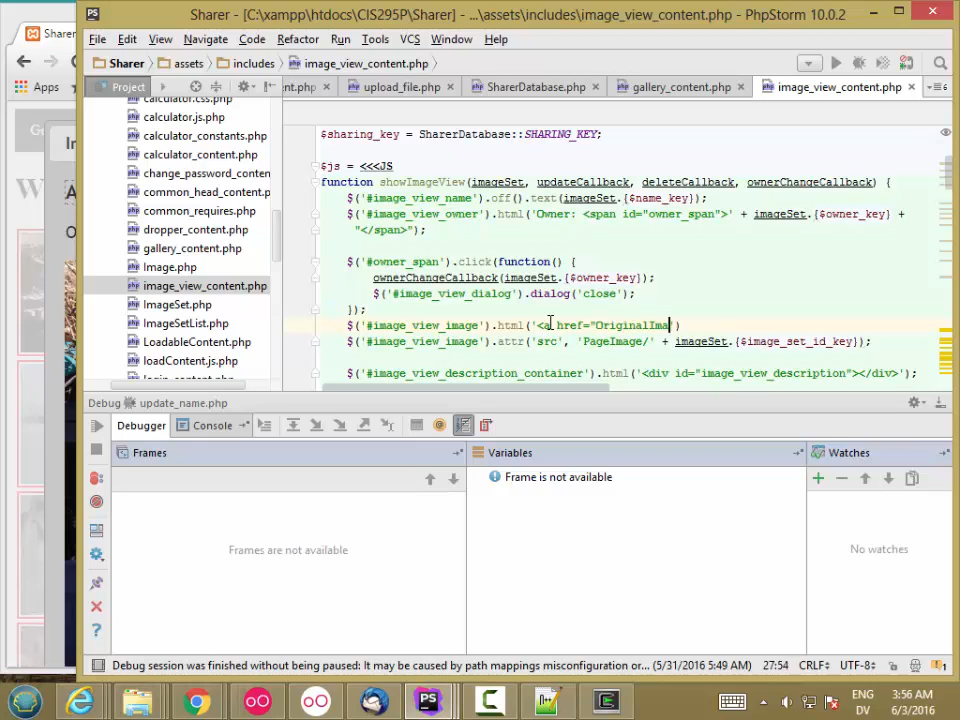 Sharer - [C:\xampp\htdocs\CIS295P\Sharer] - ...\assets\includes\image_view_content.php - PhpStorm 10.0.2
Sharer
File Edit View Navigate Code Refactor Run Tools VCS Window Help
Sharer assets includes image_view_content.php
Apps Project nt.php upload_file.php SharerDatabase.php gallery_content.php image_view_content.php
calculator.css.php
calculator.js.php
calculator_constants.php
calculator_content.php
change_password_conten
common_head_content.p
common_requires.php
dropper_content.php
gallery_content.php
Image.php
image_view_content.php
ImageSet.php
ImageSetList.php
LoadableContent.php
loadContent.js.php
login_content.php
$sharing_key = SharerDatabase::SHARING_KEY;
$js = <<<JS
function showImageView(imageSet, updateCallback, deleteCallback, ownerChangeCallback) {
$('#image_view_name').off().text(imageSet.{$name_key});
$('#image_view_owner').html('Owner: <span id="owner_span">' + imageSet.{$owner_key} +
"</span>");
$('#owner_span').click(function() {
ownerChangeCallback(imageSet.{$owner_key});
$('#image_view_dialog').dialog('close');
});
$('#image_view_image').html('<a href="OriginalIma')
$('#image_view_image').attr('src', 'PageImage/' + imageSet.{$image_set_id_key});
$('#image_view_description_container').html('<div id="image_view_description"></div>');
Debug update_name.php
Debugger Console
Frames Variables Watches
Frame is not available
Frames are not available
No watches
Debug session was finished without being paused: It may be caused by path mappings misconfiguration or... (5/31/2016 5:49 AM) 27:54 CRLF UTF-8
ENG 3:56 AM
DV 6/3/2016